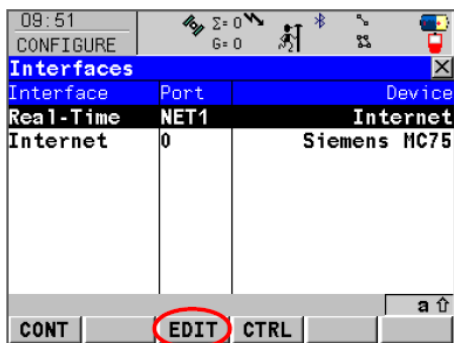 09:51 Σ= 0
CONFIGURE G= 0
Interfaces
Interface Port Device
Real-Time NET1 Internet
Internet 0 Siemens MC75
a ⇧
CONT EDIT CTRL